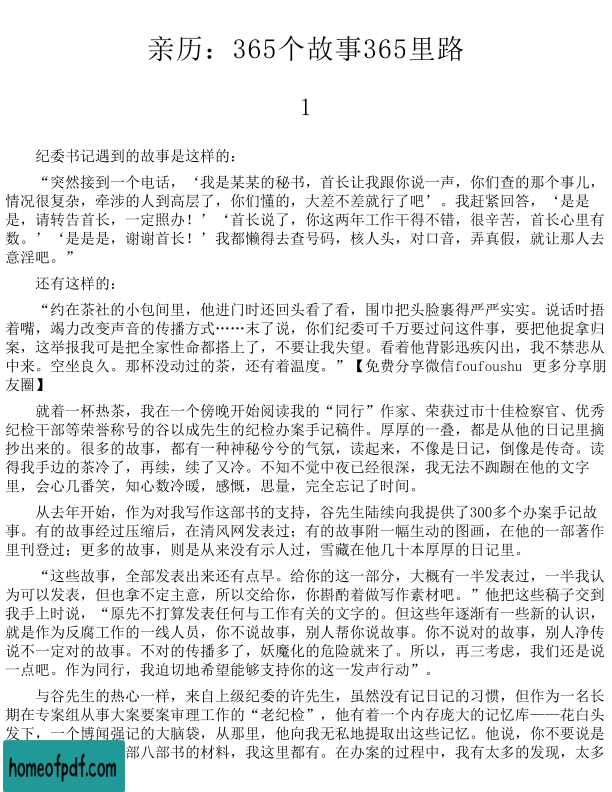 亲历：365个故事365里路
1
纪委书记遇到的故事是这样的：
“突然接到一个电话，‘我是某某的秘书，首长让我跟你说一声，你们查的那个事儿，
情况很复杂，牵涉的人到高层了，你们懂的，大差不差就行了吧’。我赶紧回答，‘是是
是，请转告首长，一定照办！’‘首长说了，你这两年工作干得不错，很辛苦，首长心里有
数。’‘是是是，谢谢首长！’我都懒得去查号码，核人头，对口音，弄真假，就让那人去
意淫吧。”
还有这样的：
“约在茶社的小包间里，他进门时还回头看了看，围巾把头脸裹得严严实实。说话时捂
着嘴，竭力改变声音的传播方式……末了说，你们纪委可千万要过问这件事，要把他捉拿归
案，这举报我可是把全家性命都搭上了，不要让我失望。看着他背影迅疾闪出，我不禁悲从
中来。空坐良久。那杯没动过的茶，还有着温度。”【免费分享微信foufoushu 更多分享朋
友圈】
就着一杯热茶，我在一个傍晚开始阅读我的“同行”作家、荣获过市十佳检察官、优秀
纪检干部等荣誉称号的谷以成先生的纪检办案手记稿件。厚厚的一叠，都是从他的日记里摘
抄出来的。很多的故事，都有一种神秘兮兮的气氛，读起来，不像是日记，倒像是传奇。读
得我手边的茶冷了，再续，续了又冷。不知不觉中夜已经很深，我无法不踟蹰在他的文字
里，会心几番笑，知心数冷暖，感慨，思量，完全忘记了时间。
从去年开始，作为对我写作这部书的支持，谷先生陆续向我提供了300多个办案手记故
事。有的故事经过压缩后，在清风网发表过；有的故事附一幅生动的图画，在他的一部著作
里刊登过；更多的故事，则是从来没有示人过，雪藏在他几十本厚厚的日记里。
“这些故事，全部发表出来还有点早。给你的这一部分，大概有一半发表过，一半我认
为可以发表，但也拿不定主意，所以交给你，你斟酌着做写作素材吧。”他把这些稿子交到
我手上时说，“原先不打算发表任何与工作有关的文字的。但这些年逐渐有一些新的认识，
就是作为反腐工作的一线人员，你不说故事，别人帮你说故事。你不说对的故事，别人净传
说不一定对的故事。不对的传播多了，妖魔化的危险就来了。所以，再三考虑，我们还是说
一点吧。作为同行，我迫切地希望能够支持你的这一发声行动”。
与谷先生的热心一样，来自上级纪委的许先生，虽然没有记日记的习惯，但作为一名长
期在专案组从事大案要案审理工作的“老纪检”，他有着一个内存庞大的记忆库——花白头
发下，一个博闻强记的大脑袋，从那里，他向我无私地提取出这些记忆。他说，你不要说是
部八部书的材料，我这里都有。在办案的过程中，我有太多的发现，太多
homeofpdf.com